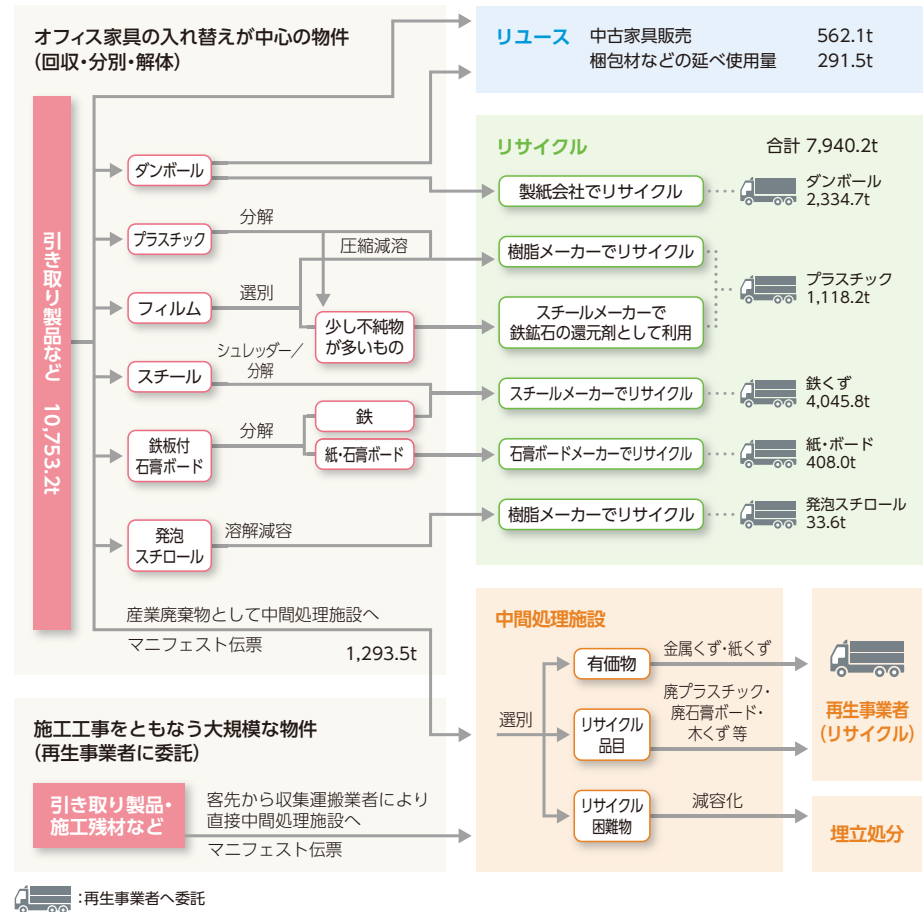 オフィス家具の入れ替えが中心の物件
(回収・分別・解体)
引き取り製品など 10,753.2t
ダンボール
プラスチック
分解
圧縮減溶
フィルム
選別
少し不純物
が多いもの
スチール
シュレッダー/
分解
鉄板付
石膏ボード
分解
鉄
紙・石膏ボード
発泡
スチロール
溶解減容
産業廃棄物として中間処理施設へ
マニフェスト伝票
1,293.5t
リユース 中古家具販売 562.1t
梱包材などの延べ使用量 291.5t
リサイクル 合計 7,940.2t
製紙会社でリサイクル
ダンボール
2,334.7t
樹脂メーカーでリサイクル
スチールメーカーで
鉄鉱石の還元剤として利用
プラスチック
1,118.2t
スチールメーカーでリサイクル
鉄くず
4,045.8t
石膏ボードメーカーでリサイクル
紙・ボード
408.0t
樹脂メーカーでリサイクル
発泡スチロール
33.6t
施工工事をともなう大規模な物件
(再生事業者に委託)
引き取り製品・
施工残材など
客先から収集運搬業者により
直接中間処理施設へ
マニフェスト伝票
中間処理施設
選別
有価物
金属くず・紙くず
リサイクル
品目
廃プラスチック・
廃石膏ボード・
木くず 等
リサイクル
困難物
減容化
再生事業者
(リサイクル)
埋立処分
:再生事業者へ委託